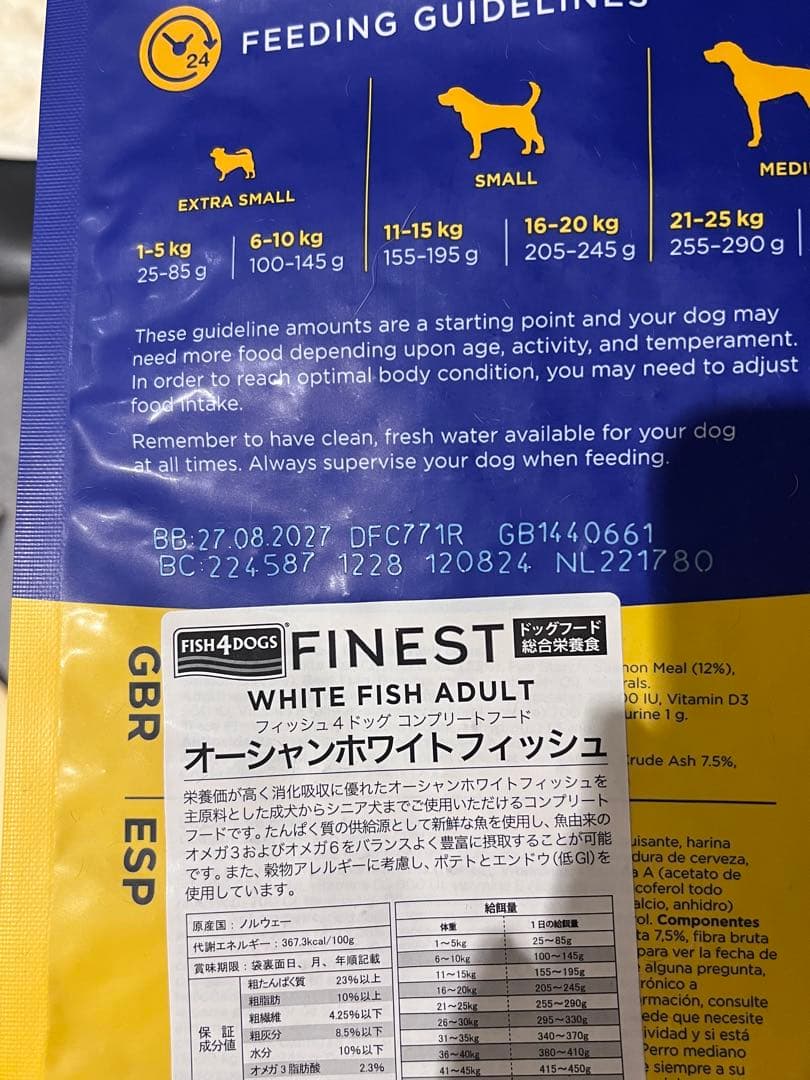 24
FEEDING GUIDELINES
EXTRA SMALL
SMALL
1-5 kg
25-85 g
6-10 kg
100-145 g
11-15 kg
155-195 g
16-20 kg
205-245 g
21-25 kg
255-290 g
These guideline amounts are a starting point and your dog may
need more food depending upon age, activity, and temperament.
In order to reach optimal body condition, you may need to adjust
food intake.
Remember to have clean, fresh water available for your dog
at all times. Always supervise your dog when feeding.
BB:27.08.2027 DFC771R GB1440661
BC:224587 1228 120824 NL221780
GBR
ESP
FISH4DOGS
FINEST
ドッグフード
総合栄養食
WHITE FISH ADULT
フィッシュ4ドッグ コンプリートフード
オーシャンホワイトフィッシュ
栄養価が高く消化吸収に優れたオーシャンホワイトフィッシュを
主原料とした成犬からシニア犬までご使用いただけるコンプリート
フードです。たんぱく質の供給源として新鮮な魚を使用し、魚由来の
オメガ3およびオメガ6をバランスよく豊富に摂取することが可能
です。また、穀物アレルギーに考慮し、ポテトとエンドウ(低GI)を
使用しています。
原産国:ノルウェー
代謝エネルギー:367.3kcal/100g
賞味期限:袋裏面日、月、年順記載
保証
成分値
粗たんぱく質 23%以上
粗脂肪 10%以上
粗繊維 4.25%以下
粗灰分 8.5%以下
水分 10%以下
オメガ3脂肪酸 2.3%
給餌量
体重 1日の給餌量
1~5kg 25~85g
6~10kg 100~145g
11~15kg 155~195g
16~20kg 205~245g
21~25kg 255~290g
26~30kg 295~330g
31~35kg 340~370g
36~40kg 380~410g
41~45kg 415~450g
Meal (12%),
IU, Vitamin D3
1 g.
Ash 7.5%,
harina
de cerveza,
A (acetato de
todo
anhidro)
Componentes
7,5%, fibra bruta
para ver la fecha de
alguna pregunta,
a
consulte
que necesite
y si está
Perro mediano
siempre a su